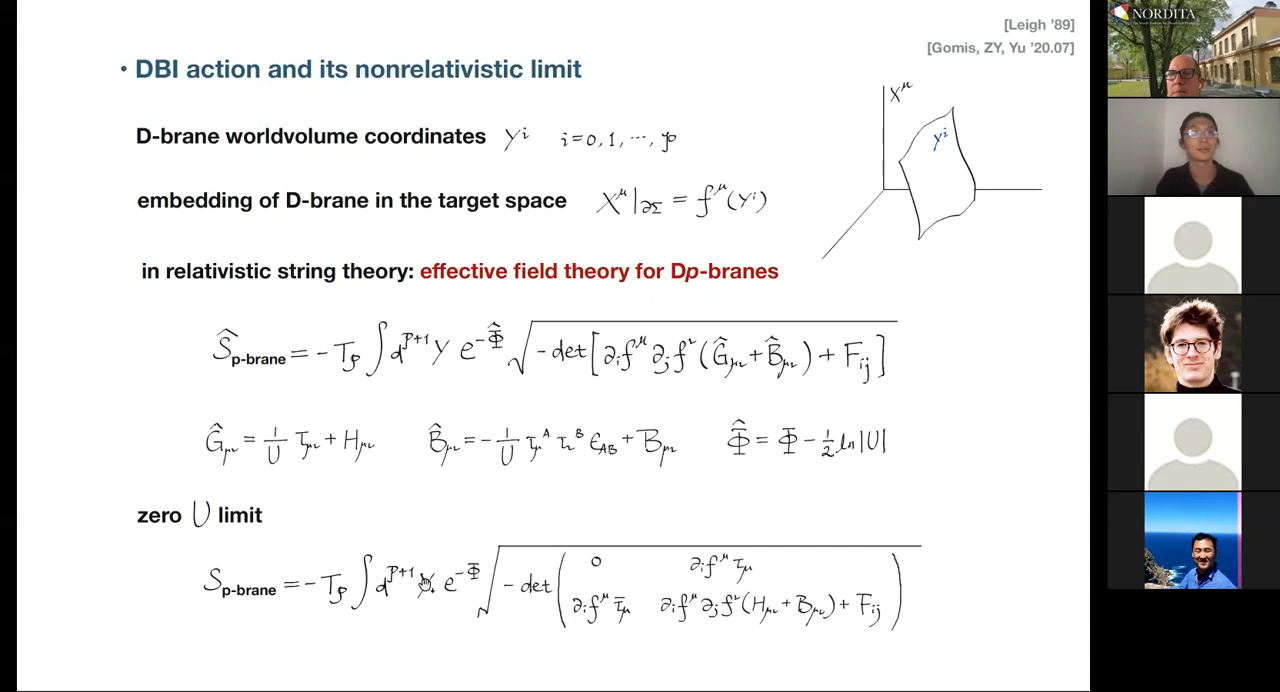 [Leigh '89]
[Gomis, ZY, Yu '20.07]
• DBI action and its nonrelativistic limit
D-brane worldvolume coordinates Y^i i=0, 1, ⋯, p
embedding of D-brane in the target space X^μ|_∂Σ = f^μ(Y^i)
X^μ
Y^i
in relativistic string theory: effective field theory for Dp-branes
Ŝ_p-brane = -T_p ∫ d^{p+1}Y e^{-Φ̂} √(-det[∂_i f^μ ∂_j f^ν (Ĝ_μν + B̂_μν) + F_ij])
Ĝ_μν = 1/U τ_μν + H_μν B̂_μν = -1/U τ_μ^A τ_ν^B ε_AB + B_μν Φ̂ = Φ - 1/2 ln|U|
zero U limit
S_p-brane = -T_p ∫ d^{p+1}Y e^{-Φ} √(-det(0 ∂_i f^μ τ_μ
∂_i f^μ τ̄_μ ∂_i f^μ ∂_j f^ν (H_μν + B_μν) + F_ij))
NORDITA